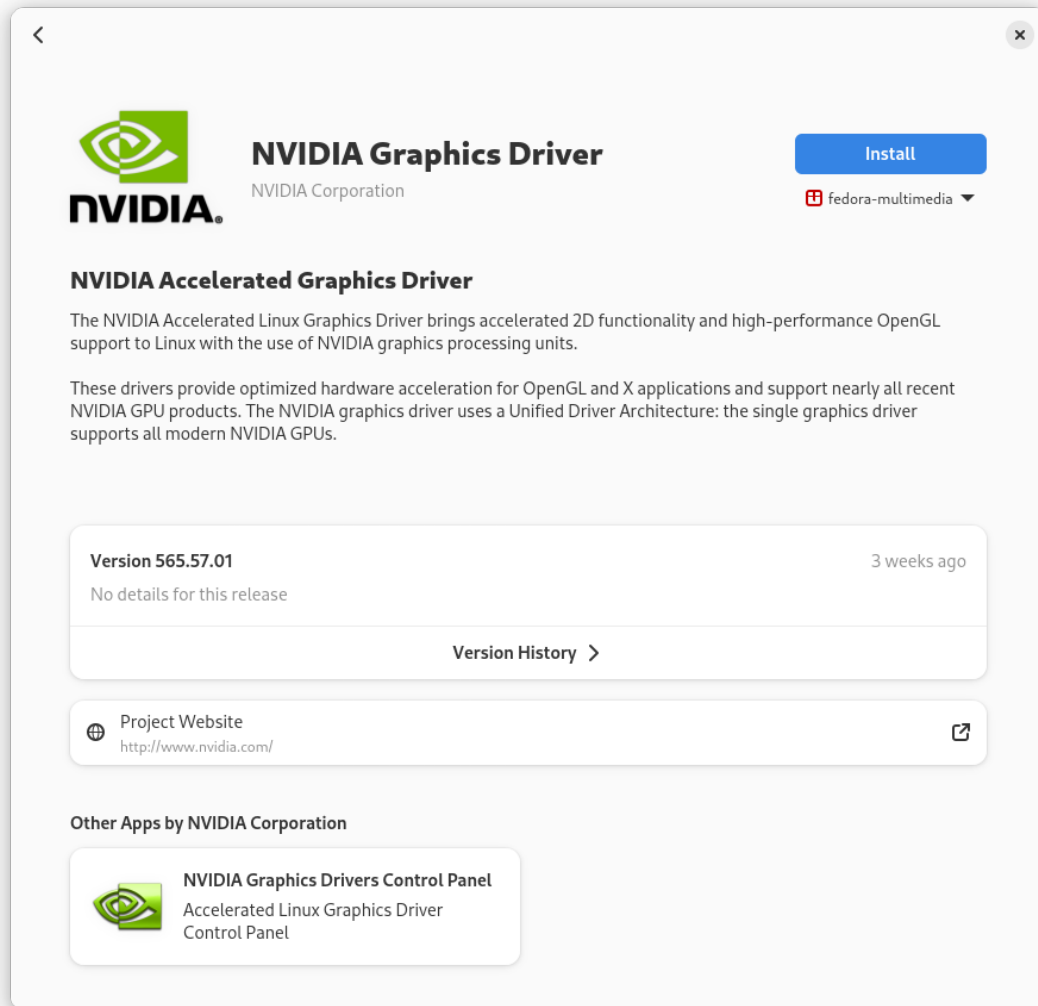 NVIDIA®
NVIDIA Graphics Driver
NVIDIA Corporation
Install
fedora-multimedia
NVIDIA Accelerated Graphics Driver
The NVIDIA Accelerated Linux Graphics Driver brings accelerated 2D functionality and high-performance OpenGL
support to Linux with the use of NVIDIA graphics processing units.
These drivers provide optimized hardware acceleration for OpenGL and X applications and support nearly all recent
NVIDIA GPU products. The NVIDIA graphics driver uses a Unified Driver Architecture: the single graphics driver
supports all modern NVIDIA GPUs.
Version 565.57.01
3 weeks ago
No details for this release
Version History
Project Website
http://www.nvidia.com/
Other Apps by NVIDIA Corporation
NVIDIA Graphics Drivers Control Panel
Accelerated Linux Graphics Driver
Control Panel